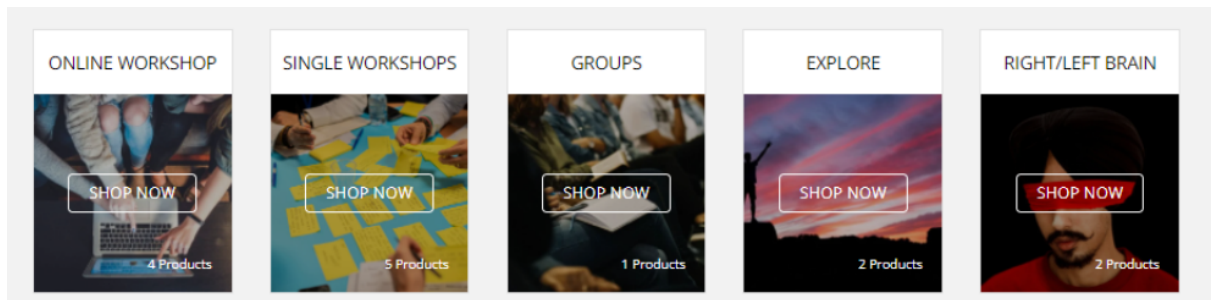 ONLINE WORKSHOP
SHOP NOW
4 Products
SINGLE WORKSHOPS
SHOP NOW
5 Products
GROUPS
SHOP NOW
1 Products
EXPLORE
SHOP NOW
2 Products
RIGHT/LEFT BRAIN
SHOP NOW
2 Products